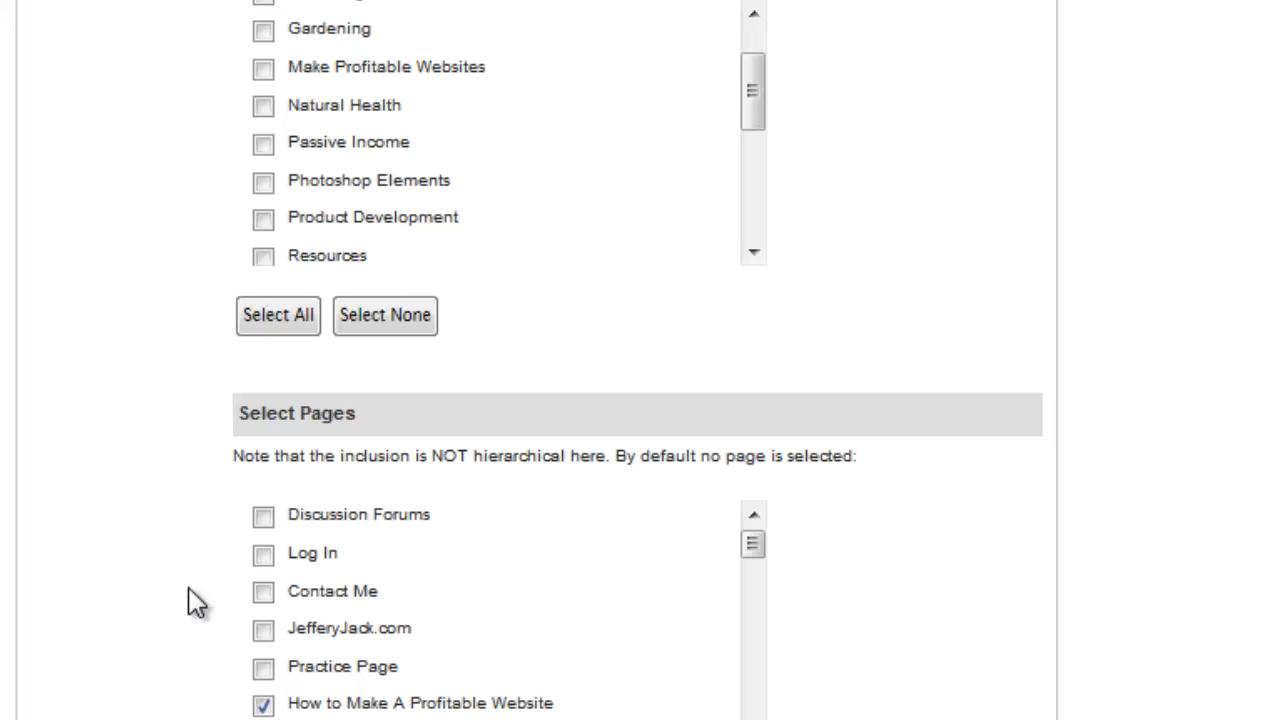 Gardening
Make Profitable Websites
Natural Health
Passive Income
Photoshop Elements
Product Development
Resources
Select All Select None
Select Pages
Note that the inclusion is NOT hierarchical here. By default no page is selected:
Discussion Forums
Log In
Contact Me
JefferyJack.com
Practice Page
How to Make A Profitable Website